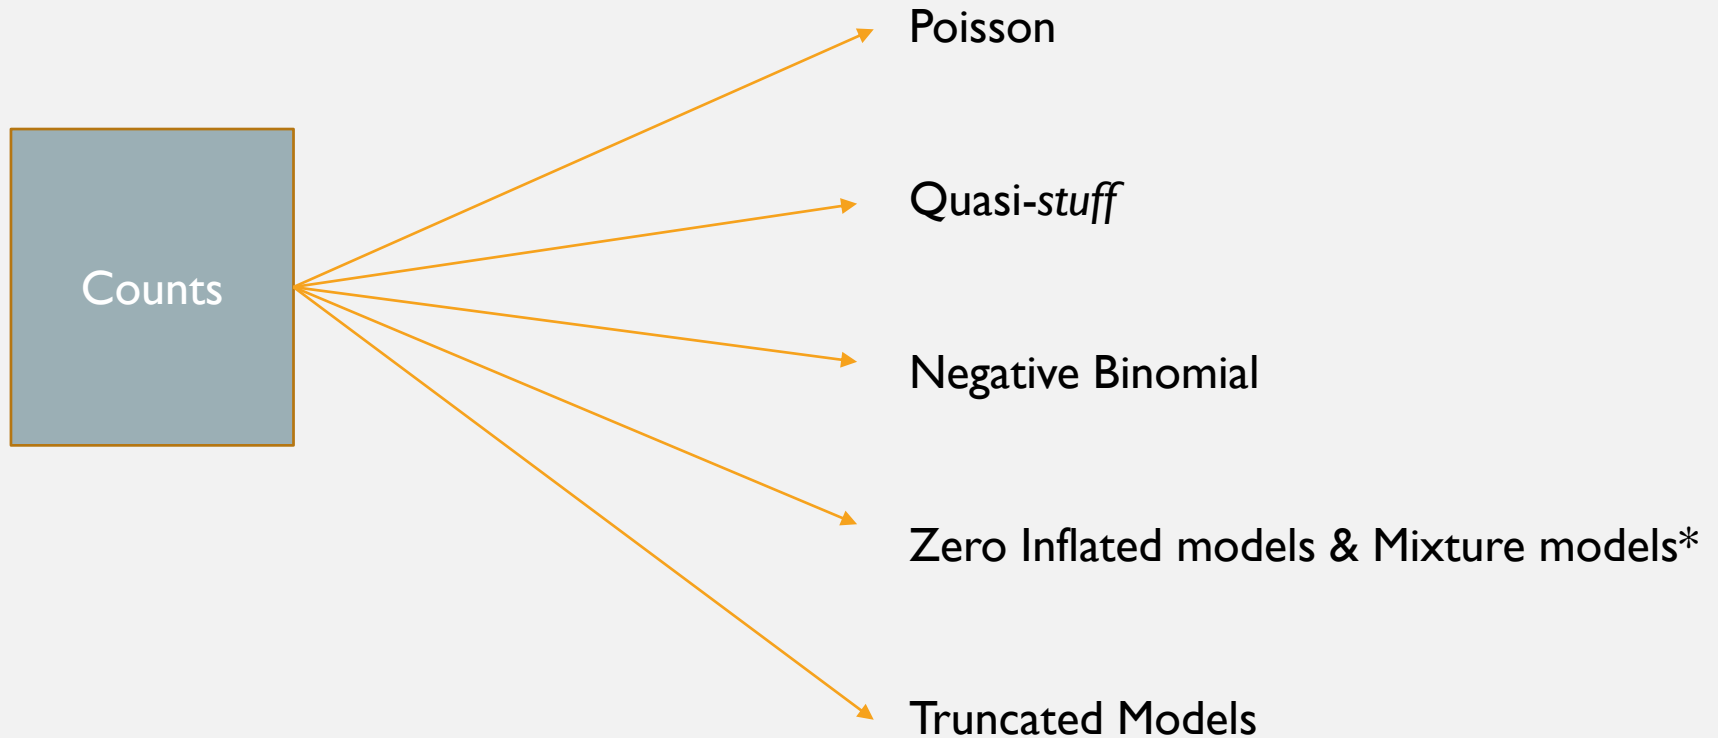 Poisson
Quasi-stuff
Counts
Negative Binomial
Zero Inflated models & Mixture models*
Truncated Models